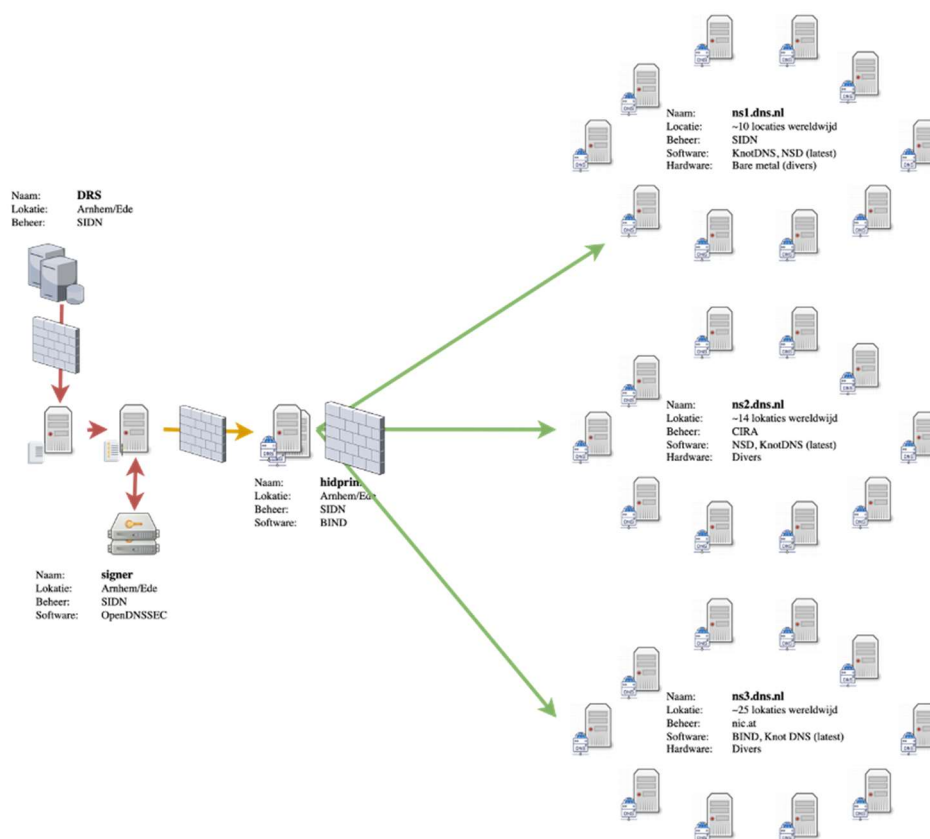 Naam: ns1.dns.nl
Locatie: ~10 locaties wereldwijd
Beheer: SIDN
Software: KnotDNS, NSD (latest)
Hardware: Bare metal (divers)
Naam: DRS
Lokatie: Arnhem/Ede
Beheer: SIDN
Naam: ns2.dns.nl
Lokatie: ~14 lokaties wereldwijd
Beheer: CIRA
Software: NSD, KnotDNS (latest)
Hardware: Divers
Naam: hidprim
Lokatie: Arnhem/Ede
Beheer: SIDN
Software: BIND
Naam: signer
Lokatie: Arnhem/Ede
Beheer: SIDN
Software: OpenDNSSEC
Naam: ns3.dns.nl
Lokatie: ~25 lokaties wereldwijd
Beheer: nic.at
Software: BIND, Knot DNS (latest)
Hardware: Divers